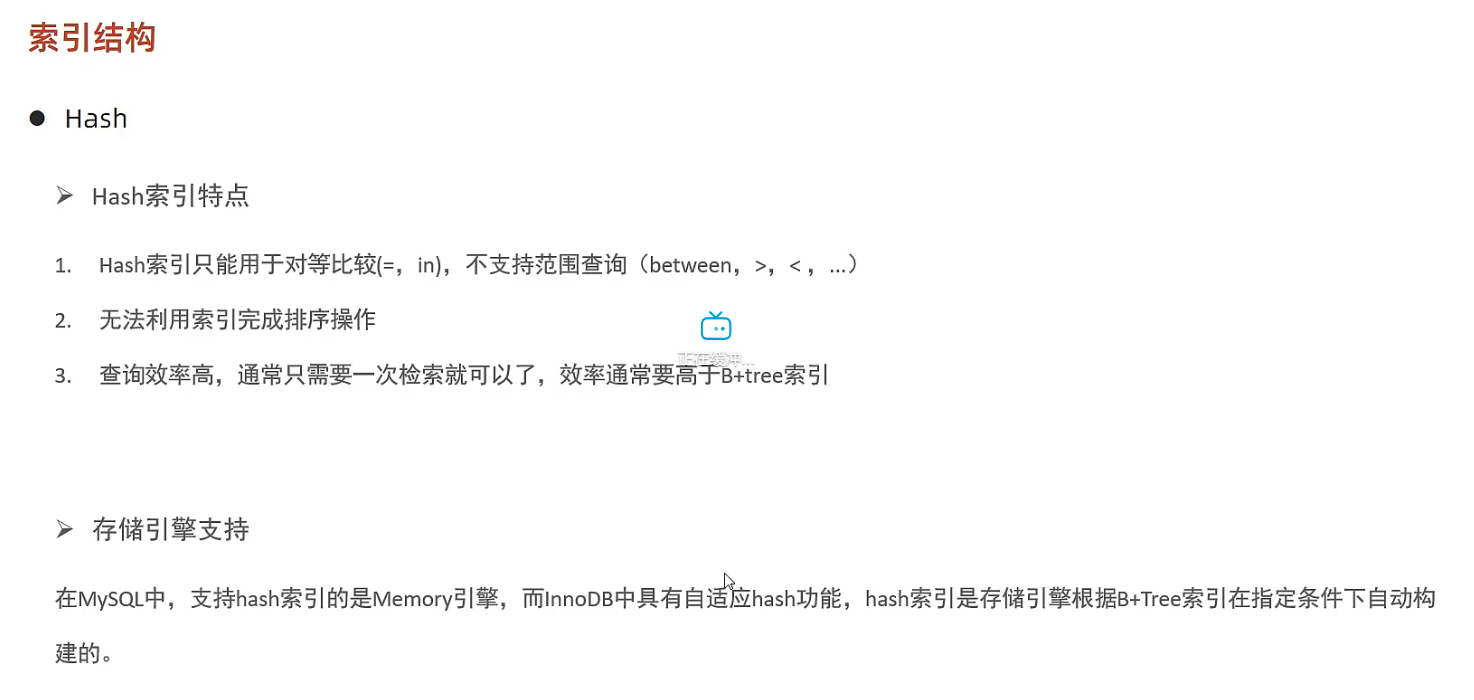 索引结构
● Hash
➢ Hash索引特点
1. Hash索引只能用于对等比较(=，in)，不支持范围查询（between，>，< ，...）
2. 无法利用索引完成排序操作
正在缓冲...
3. 查询效率高，通常只需要一次检索就可以了，效率通常要高于B+tree索引
➢ 存储引擎支持
在MySQL中，支持hash索引的是Memory引擎，而InnoDB中具有自适应hash功能，hash索引是存储引擎根据B+Tree索引在指定条件下自动构
建的。